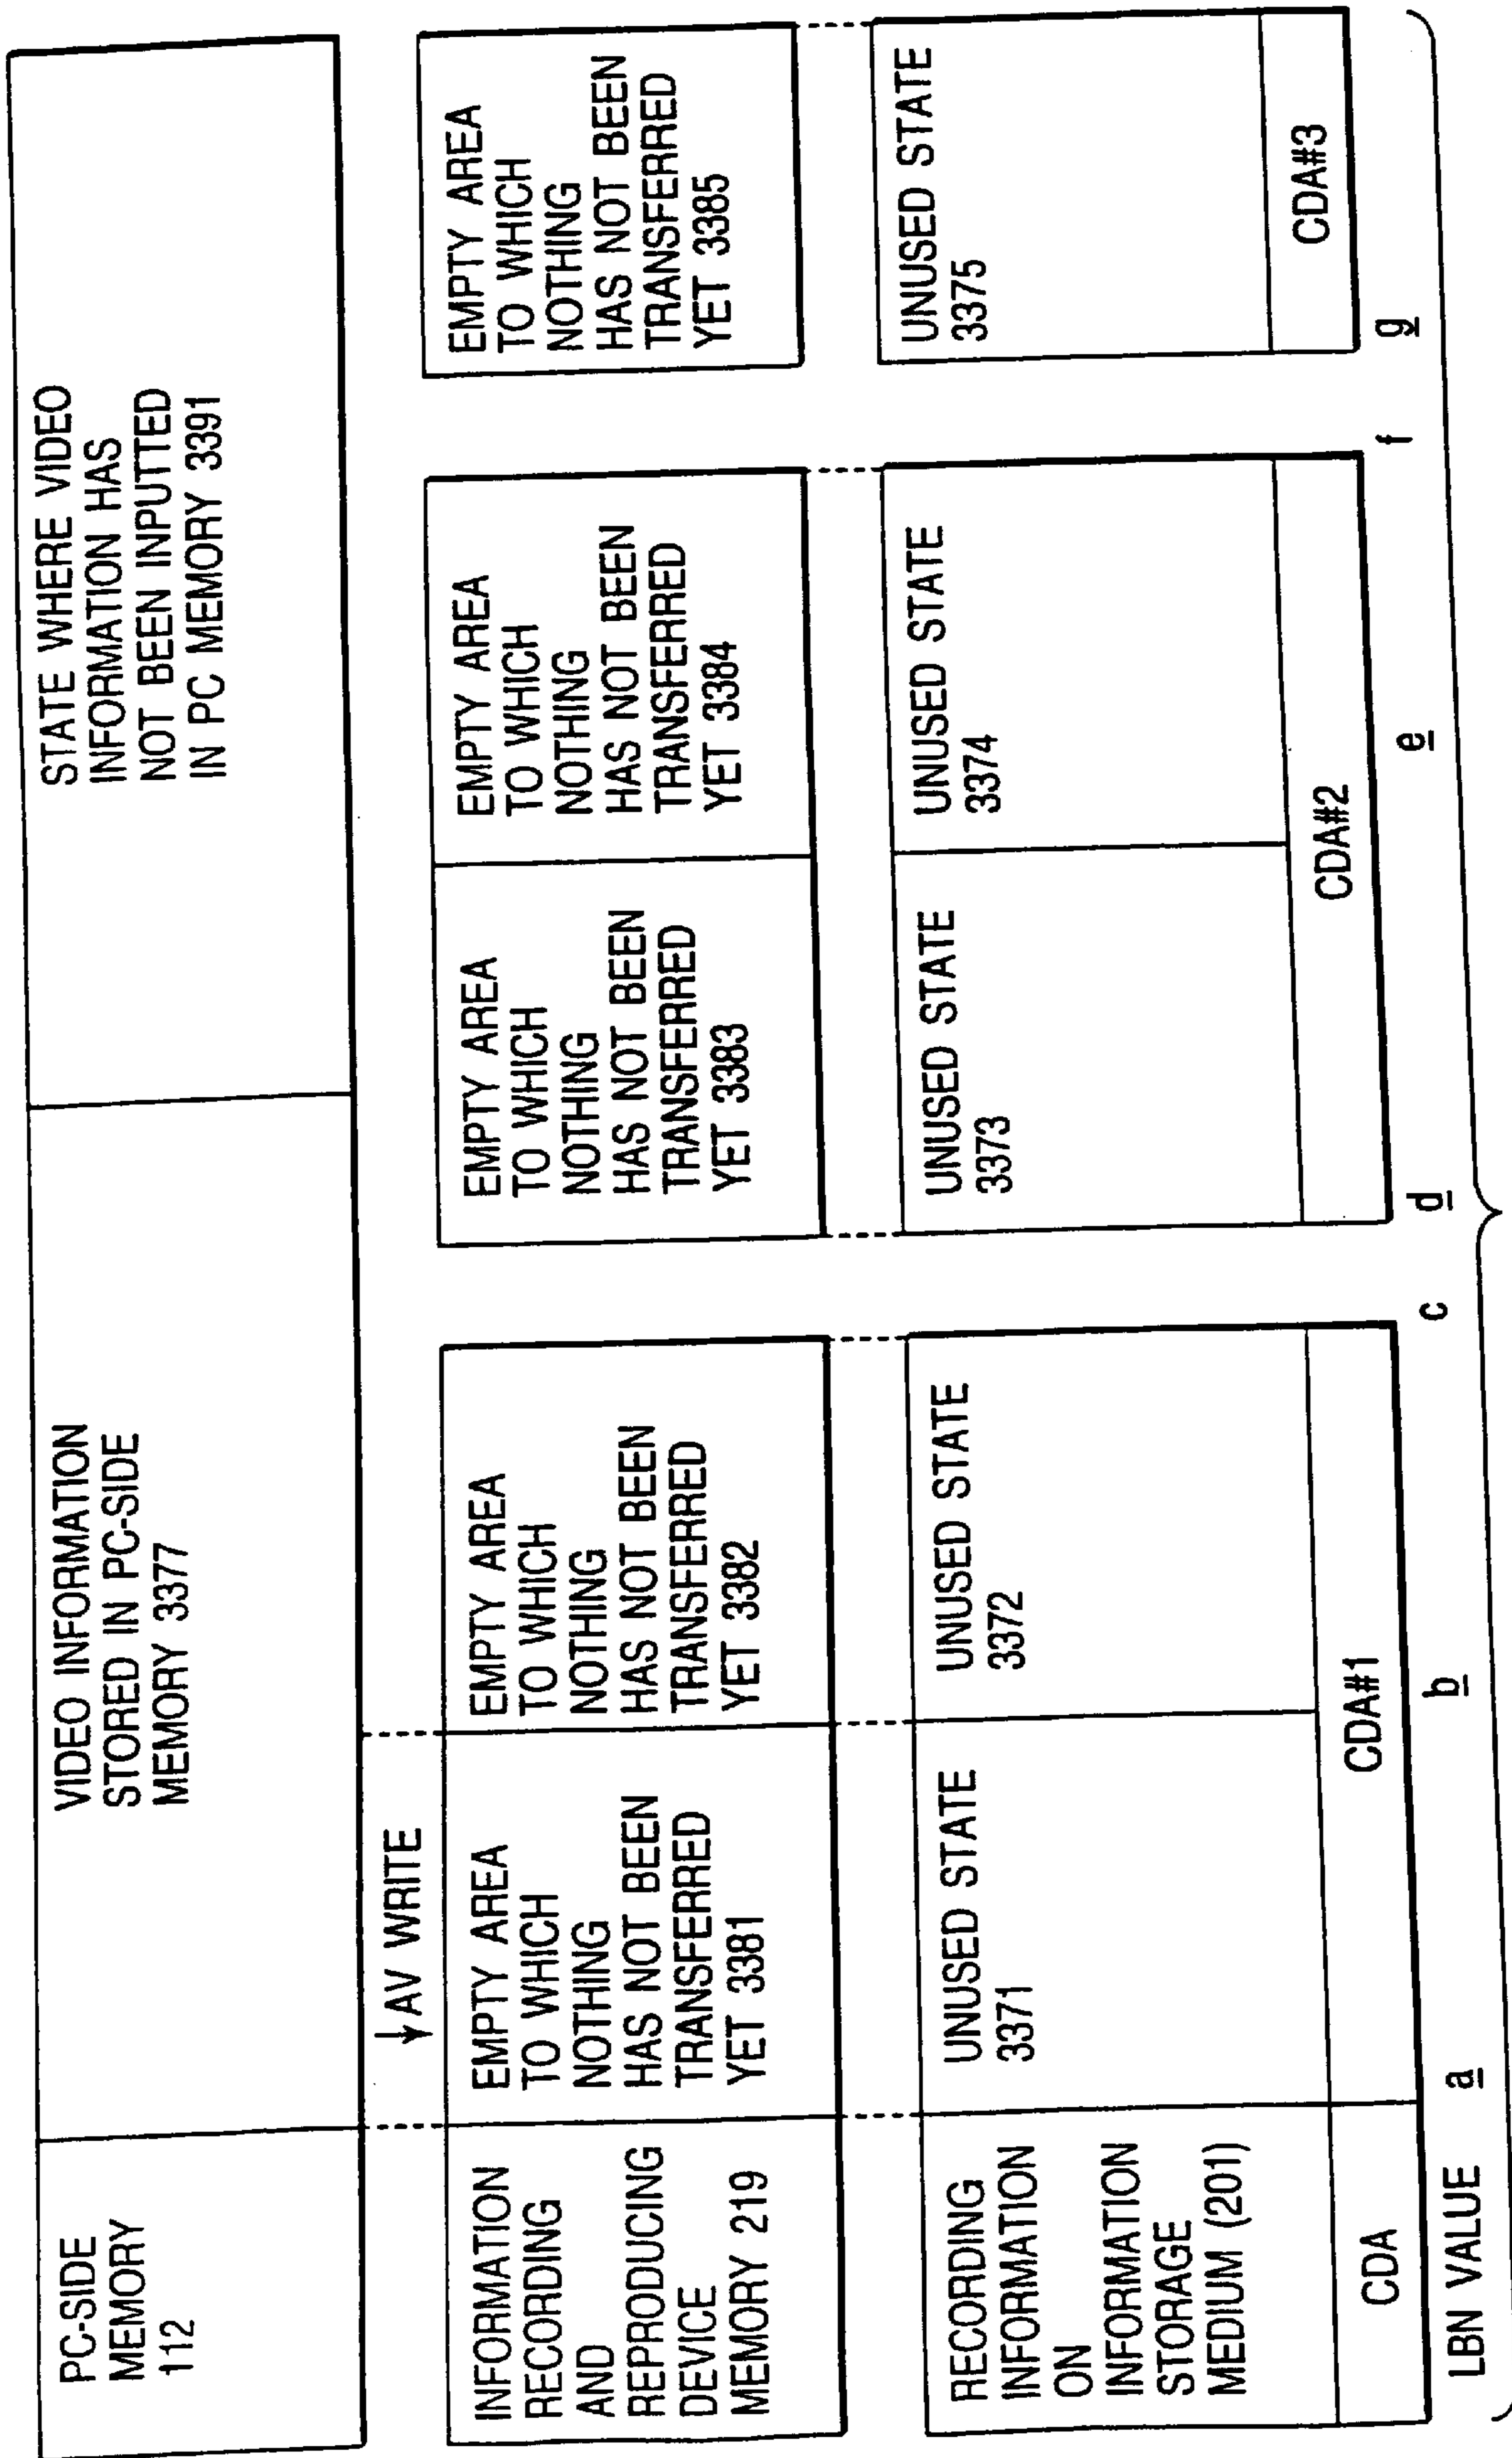 PC-SIDE
MEMORY
112
VIDEO INFORMATION
STORED IN PC-SIDE
MEMORY 3377
STATE WHERE VIDEO
INFORMATION HAS
NOT BEEN INPUTTED
IN PC MEMORY 3391
AV WRITE
INFORMATION
RECORDING
AND
REPRODUCING
DEVICE
MEMORY 219
EMPTY AREA
TO WHICH
NOTHING
HAS NOT BEEN
TRANSFERRED
YET 3381
EMPTY AREA
TO WHICH
NOTHING
HAS NOT BEEN
TRANSFERRED
YET 3382
EMPTY AREA
TO WHICH
NOTHING
HAS NOT BEEN
TRANSFERRED
YET 3383
EMPTY AREA
TO WHICH
NOTHING
HAS NOT BEEN
TRANSFERRED
YET 3384
EMPTY AREA
TO WHICH
NOTHING
HAS NOT BEEN
TRANSFERRED
YET 3385
RECORDING
INFORMATION
ON
INFORMATION
STORAGE
MEDIUM (201)
UNUSED STATE
3371
UNUSED STATE
3372
UNUSED STATE
3373
UNUSED STATE
3374
UNUSED STATE
3375
CDA
CDA#1
CDA#2
CDA#3
LBN VALUE a b c d e f g